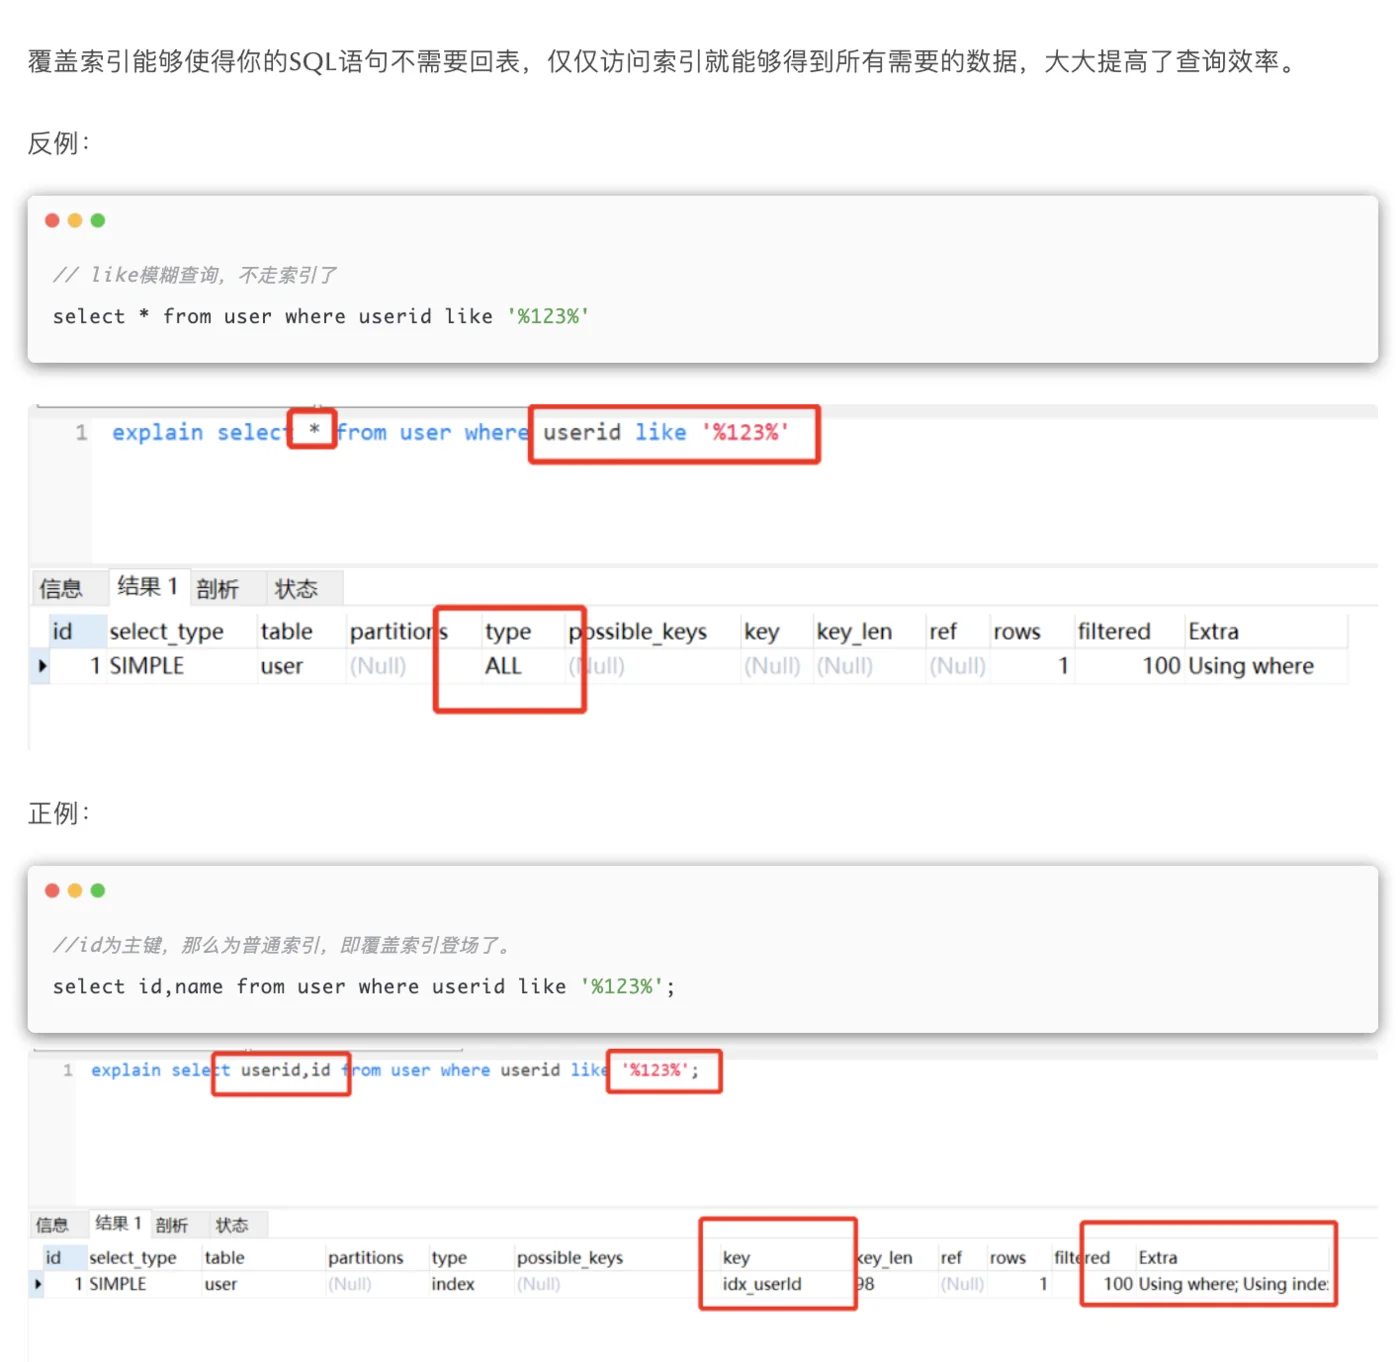 覆盖索引能够使得你的SQL语句不需要回表，仅仅访问索引就能够得到所有需要的数据，大大提高了查询效率。
反例：
// like模糊查询，不走索引了
select * from user where userid like '%123%'
1 explain select * from user where userid like '%123%'
信息 结果 1 剖析 状态
id select_type table partitions type possible_keys key key_len ref rows filtered Extra
1 SIMPLE user (Null) ALL (Null) (Null) (Null) (Null) 1 100 Using where
正例：
//id为主键，那么为普通索引，即覆盖索引登场了。
select id,name from user where userid like '%123%';
1 explain select userid,id from user where userid like '%123%';
信息 结果 1 剖析 状态
id select_type table partitions type possible_keys key key_len ref rows filtered Extra
1 SIMPLE user (Null) index (Null) idx_userId 98 (Null) 1 100 Using where; Using inde